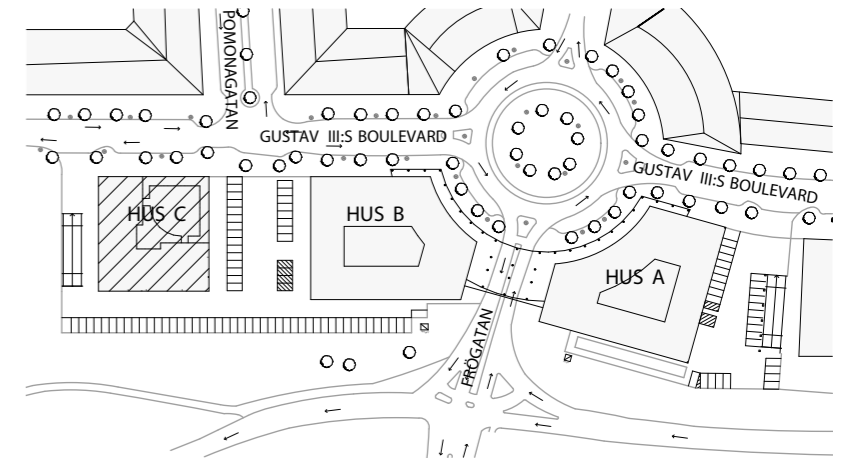 POMONAGATAN
GUSTAV III:S BOULEVARD
GUSTAV III:S BOULEVARD
HUS C
HUS B
HUS A
FRÖGATAN